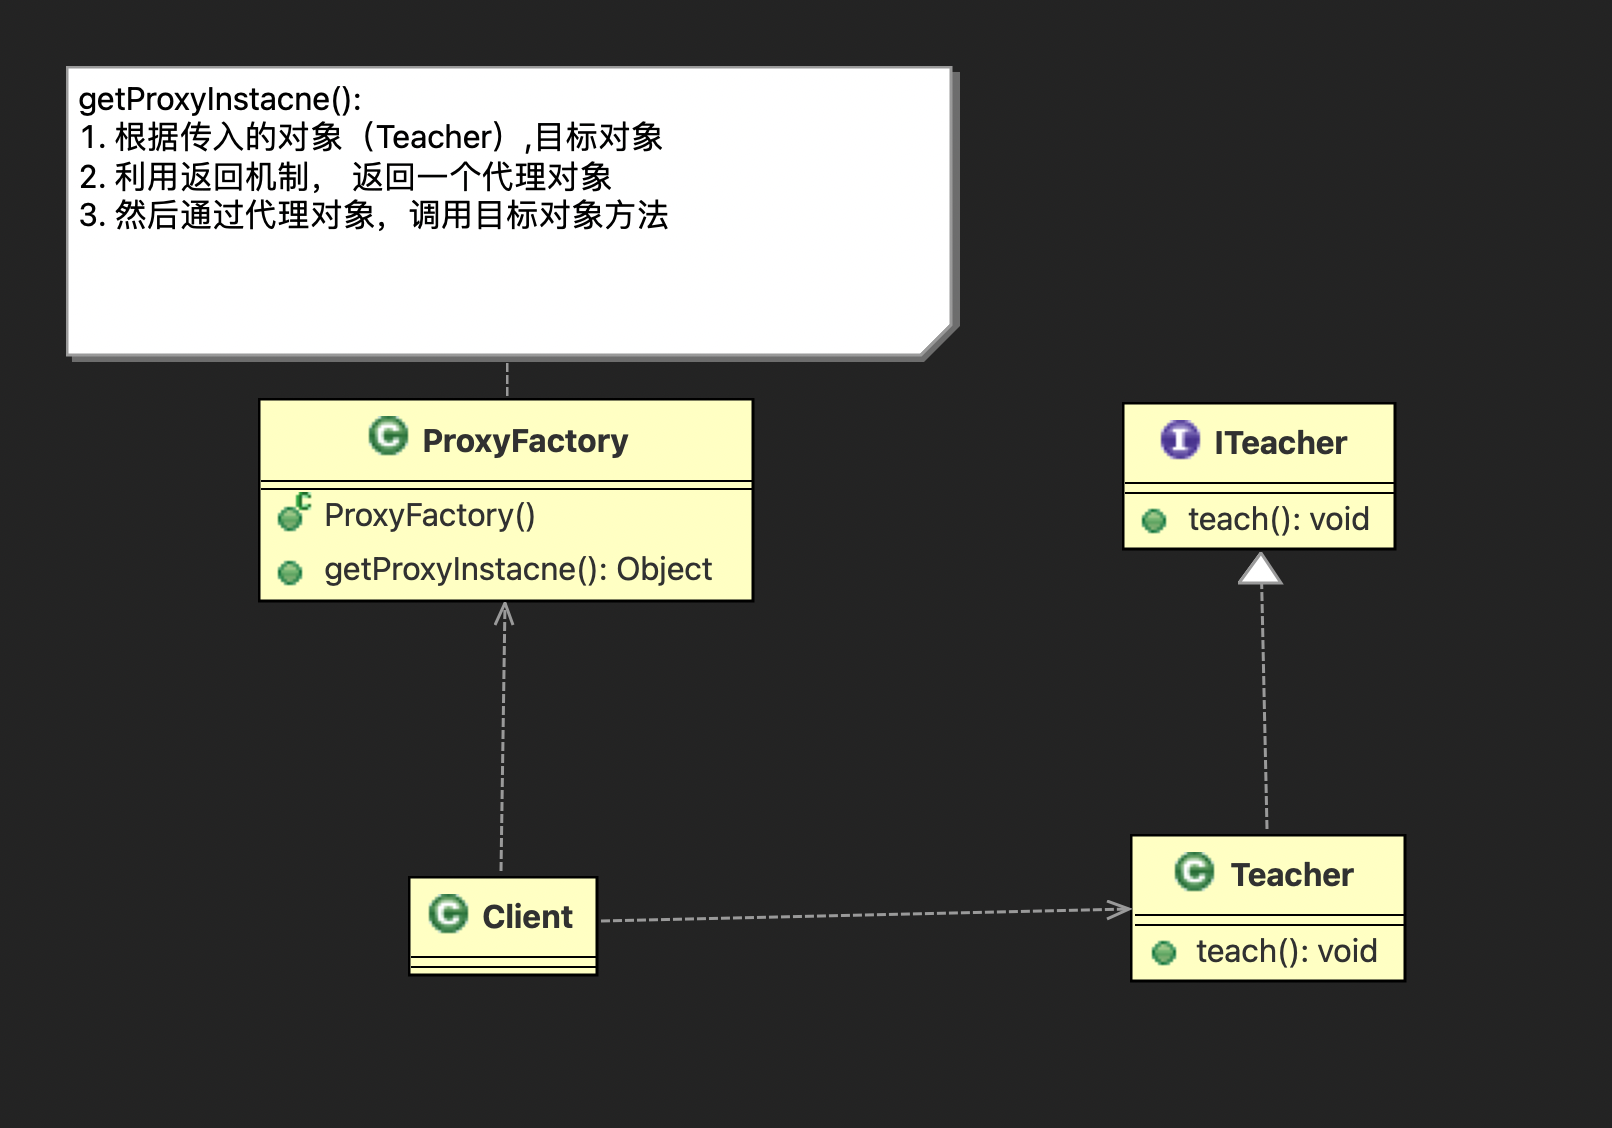 getProxyInstacne():
1. 根据传入的对象（Teacher）,目标对象
2. 利用返回机制， 返回一个代理对象
3. 然后通过代理对象，调用目标对象方法
C ProxyFactory
C ProxyFactory()
getProxyInstacne(): Object
I ITeacher
teach(): void
C Client
C Teacher
teach(): void